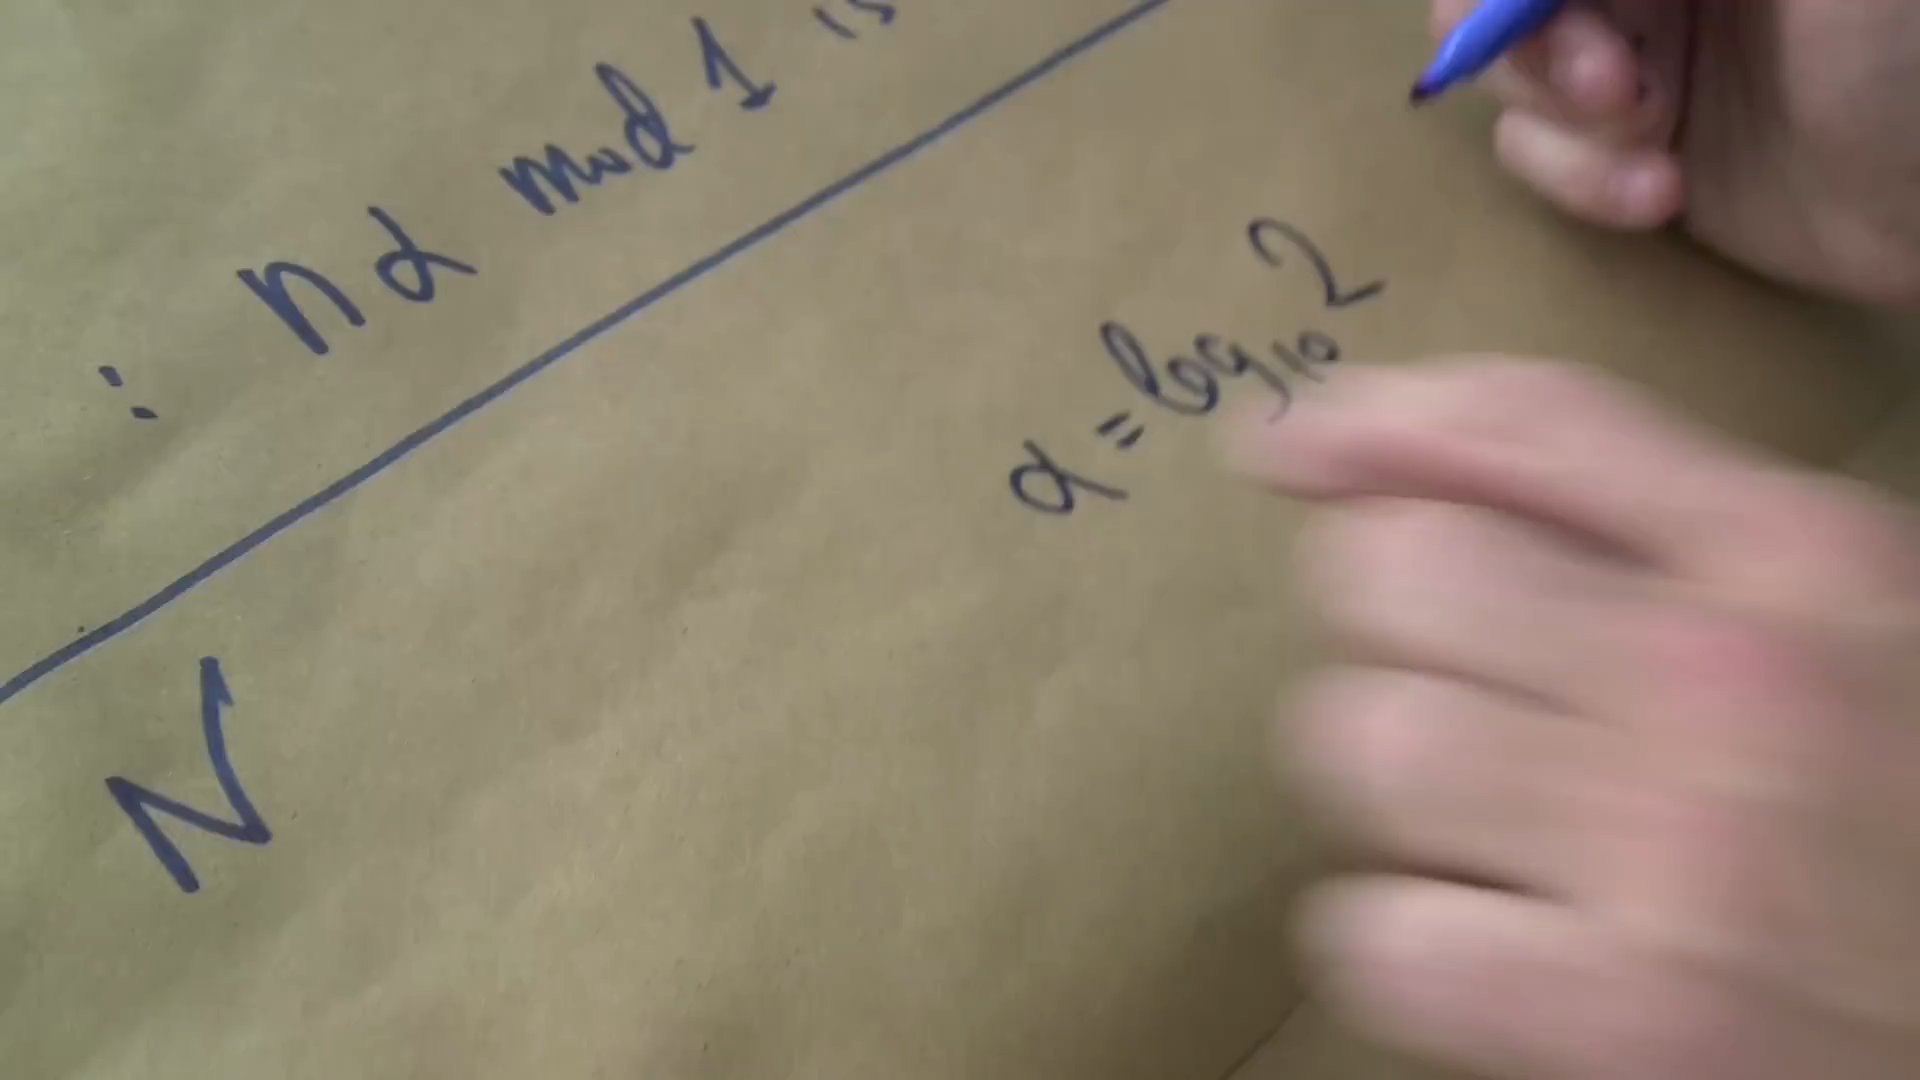 : nα mod 1 is
α = log₁₀ 2
N